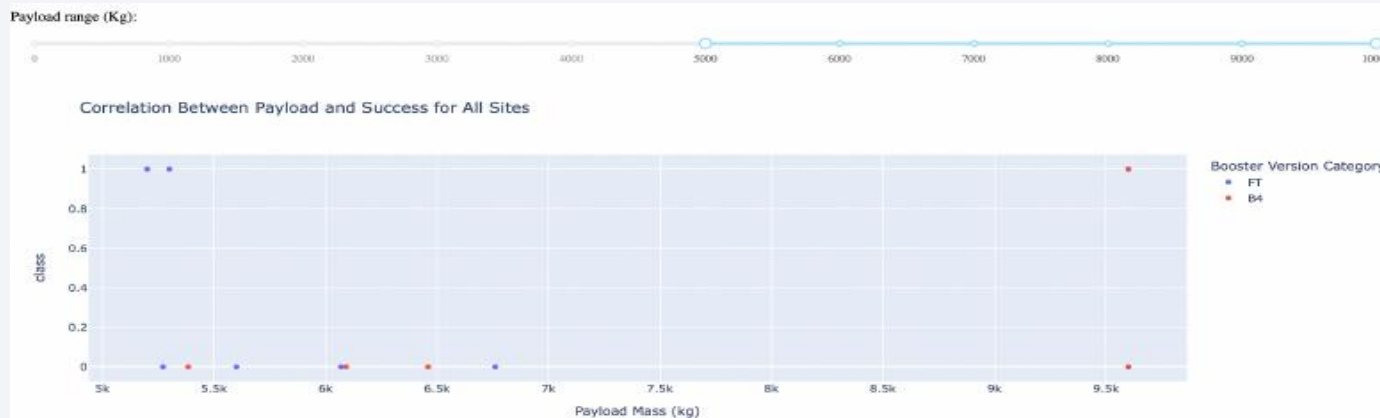 Payload range (Kg):
0 1000 2000 3000 4000 5000 6000 7000 8000 9000 1000
Correlation Between Payload and Success for All Sites
1
0.8
0.6
0.4
0.2
0
class
5k 5.5k 6k 6.5k 7k 7.5k 8k 8.5k 9k 9.5k
Payload Mass (kg)
Booster Version Category
FT
B4